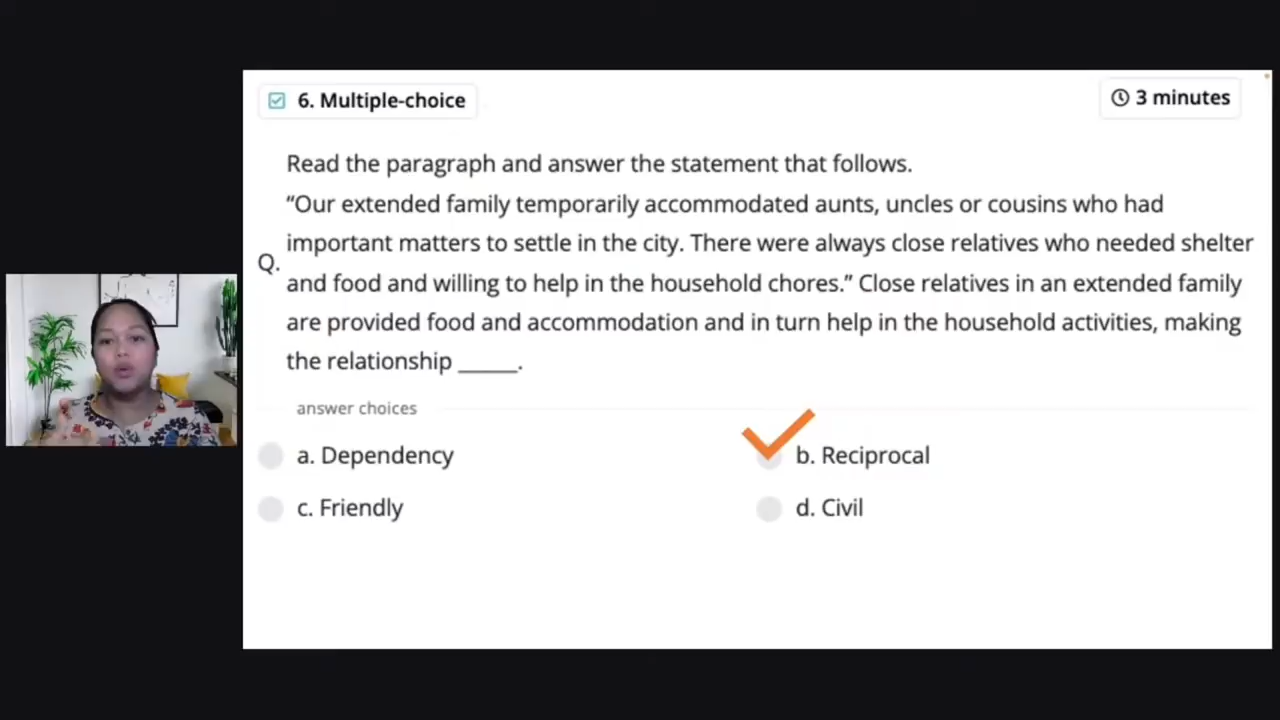 6. Multiple-choice
3 minutes
Read the paragraph and answer the statement that follows.
“Our extended family temporarily accommodated aunts, uncles or cousins who had
important matters to settle in the city. There were always close relatives who needed shelter
Q.
and food and willing to help in the household chores.” Close relatives in an extended family
are provided food and accommodation and in turn help in the household activities, making
the relationship _____.
answer choices
a. Dependency
b. Reciprocal
c. Friendly
d. Civil